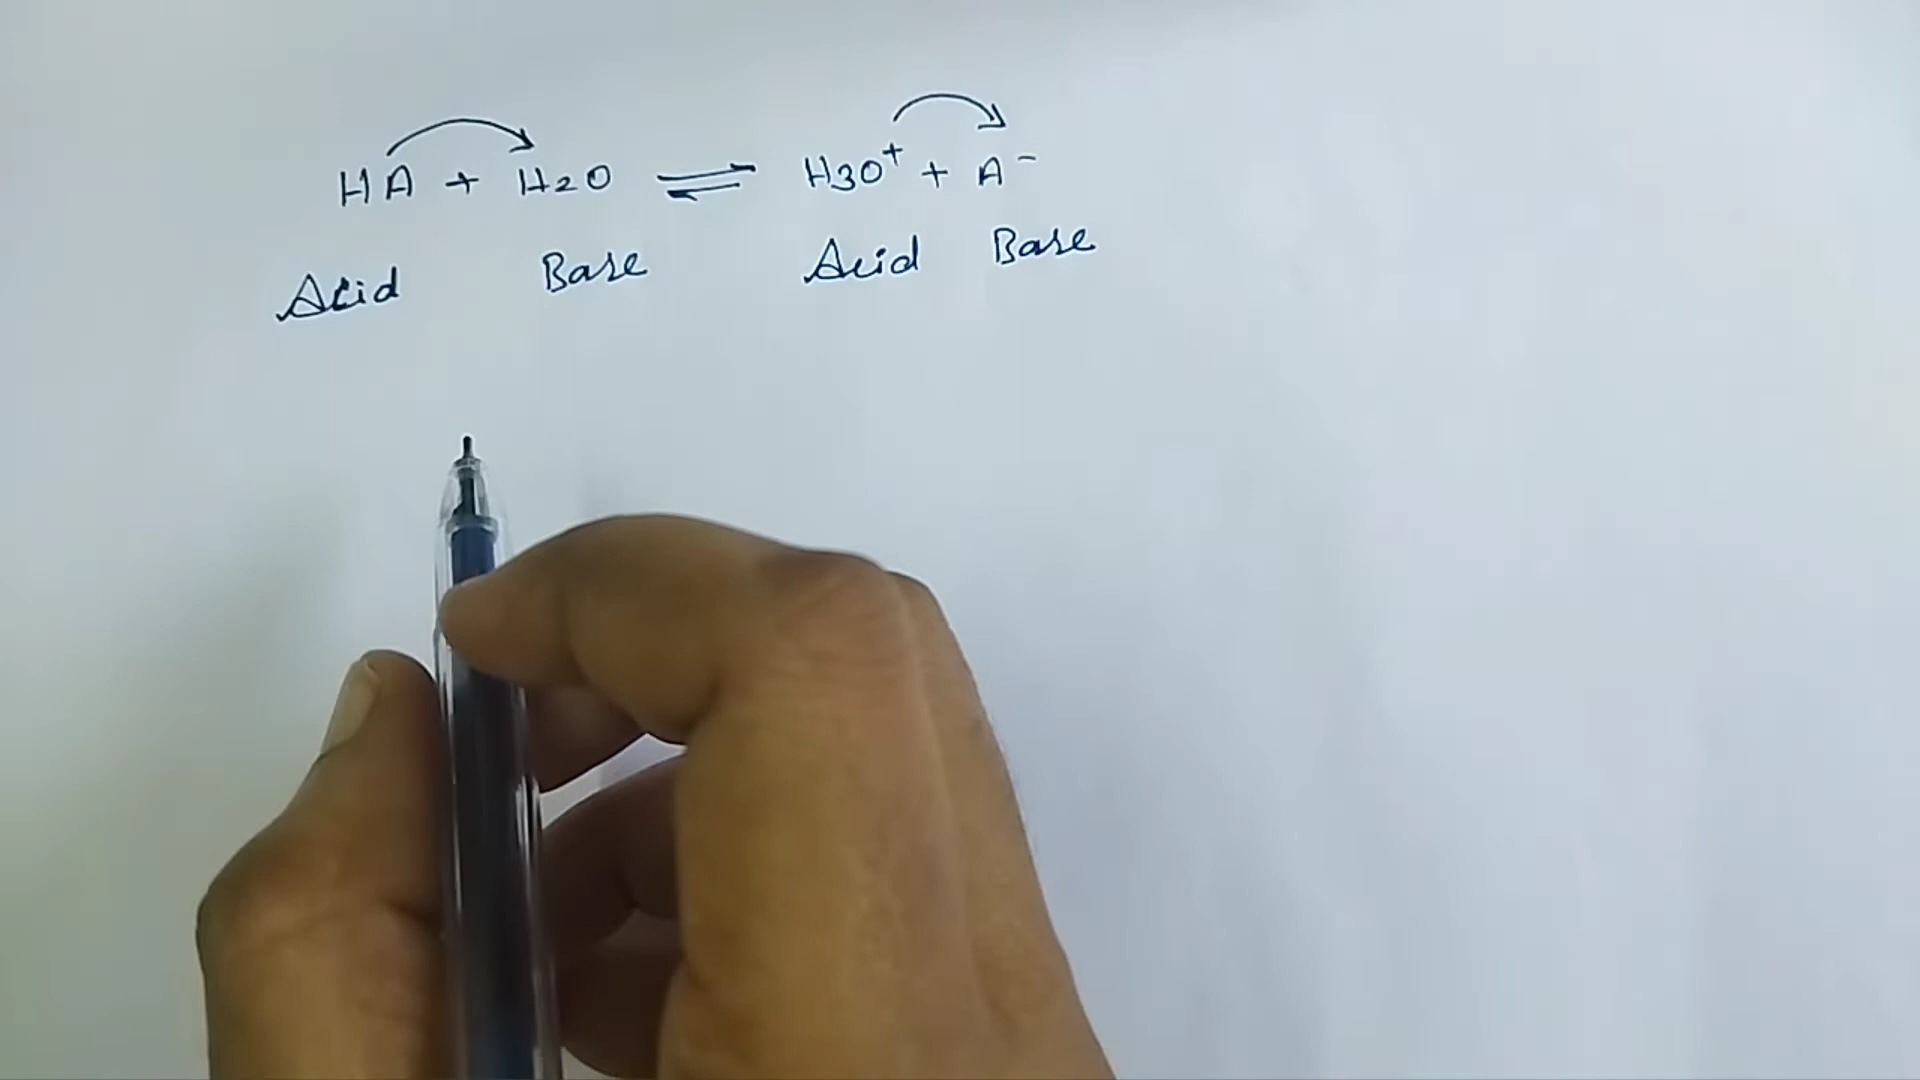 HA + H2O ⇌ H3O⁺ + A⁻
Acid Base Acid Base